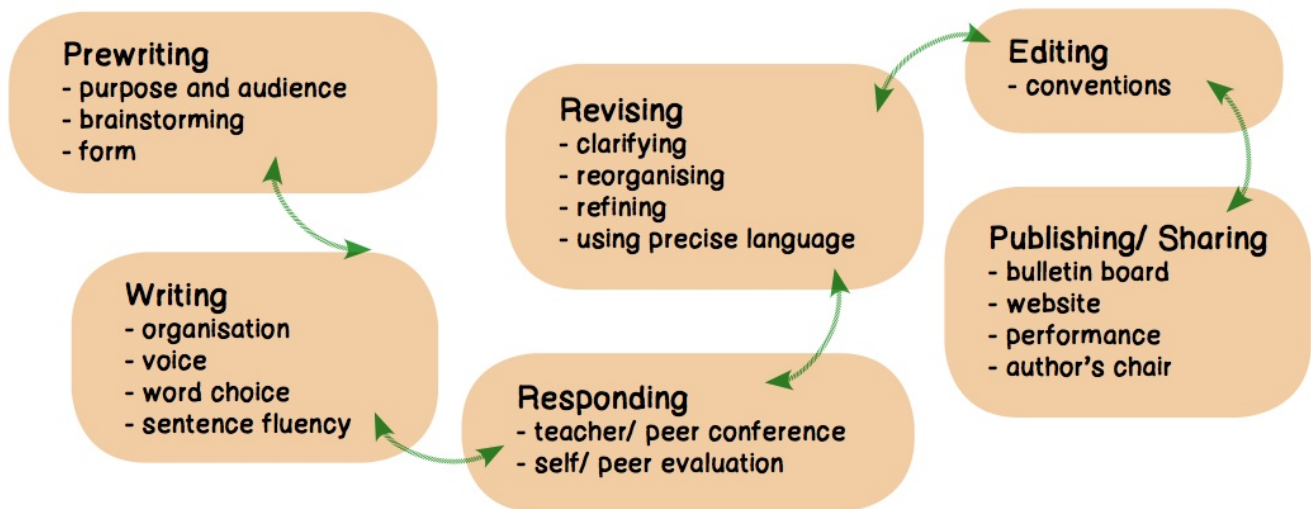 Prewriting
- purpose and audience
- brainstorming
- form
Writing
- organisation
- voice
- word choice
- sentence fluency
Responding
- teacher/ peer conference
- self/ peer evaluation
Revising
- clarifying
- reorganising
- refining
- using precise language
Editing
- conventions
Publishing/ Sharing
- bulletin board
- website
- performance
- author's chair